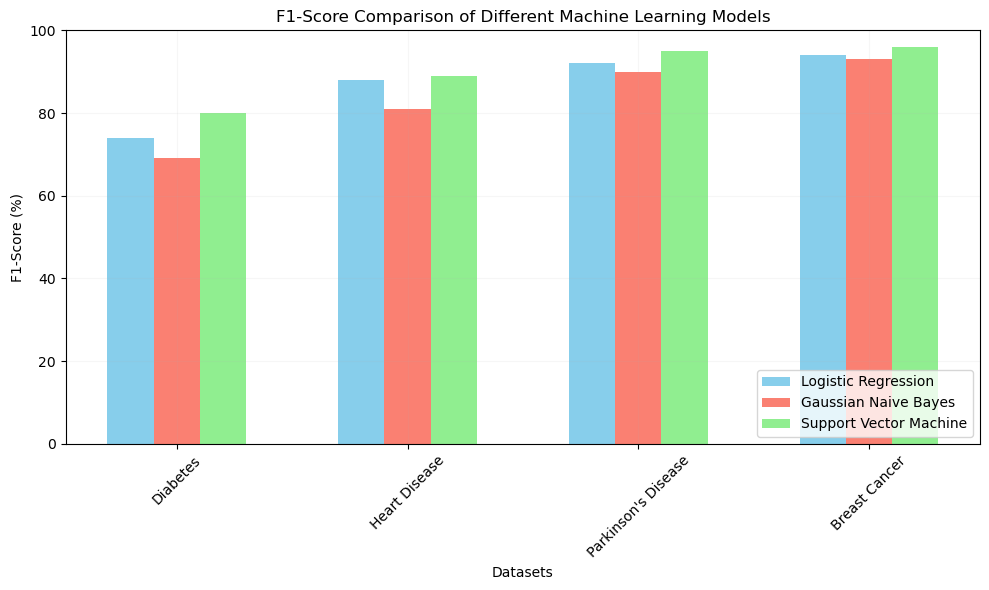 F1-Score Comparison of Different Machine Learning Models
F1-Score (%)
100
80
60
40
20
0
Logistic Regression
Gaussian Naive Bayes
Support Vector Machine
Diabetes
Heart Disease
Parkinson's Disease
Breast Cancer
Datasets